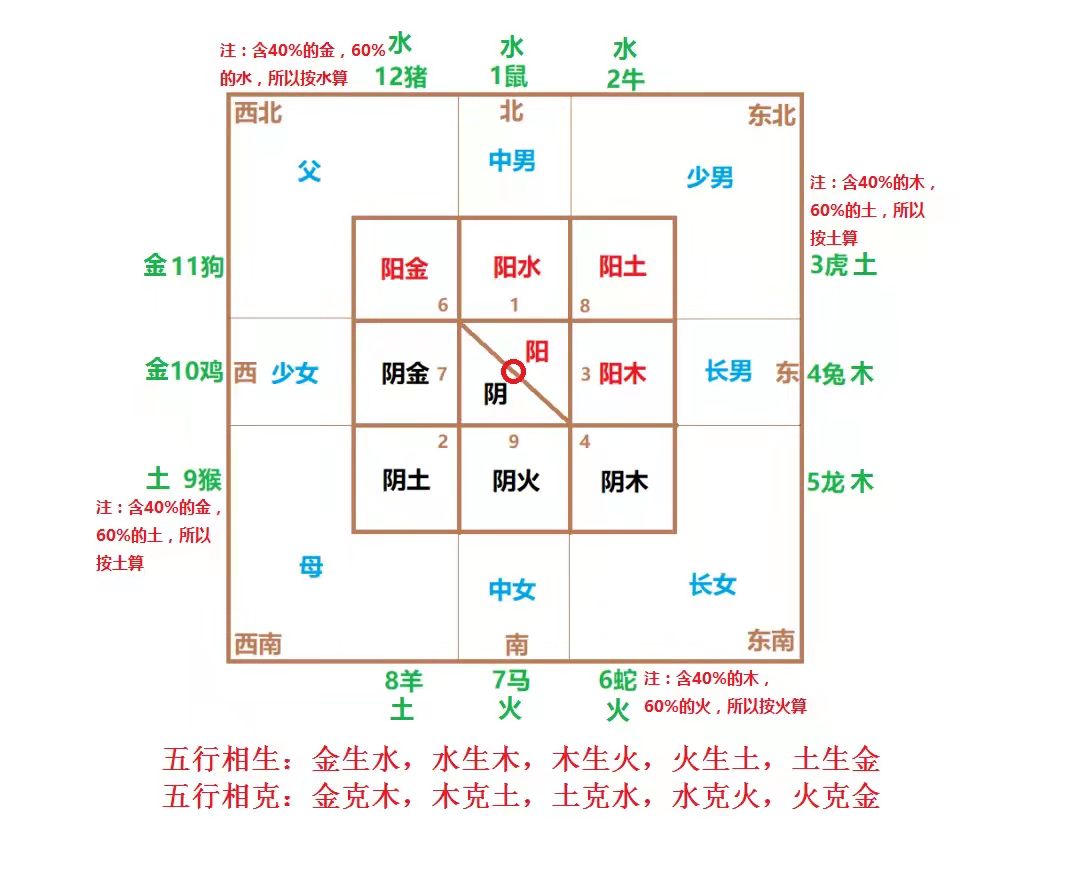 注：含40%的金，60%
的水，所以按水算
水
水
水
12猪
1鼠
2牛
西北
北
东北
父
中男
少男
注：含40%的木，
60%的土，所以
按土算
金11狗
阳金
阳水
阳土
3虎土
6
1
8
金10鸡
西
少女
阴金
7
阳
阴
3
阳木
长男
东
4兔木
2
9
4
土 9猴
阴土
阴火
阴木
5龙木
注：含40%的金，
60%的土，所以
按土算
母
中女
长女
西南
南
东南
8羊
7马
6蛇
土
火
火
注：含40%的木，
60%的火，所以按火算
五行相生：金生水，水生木，木生火，火生土，土生金
五行相克：金克木，木克土，土克水，水克火，火克金